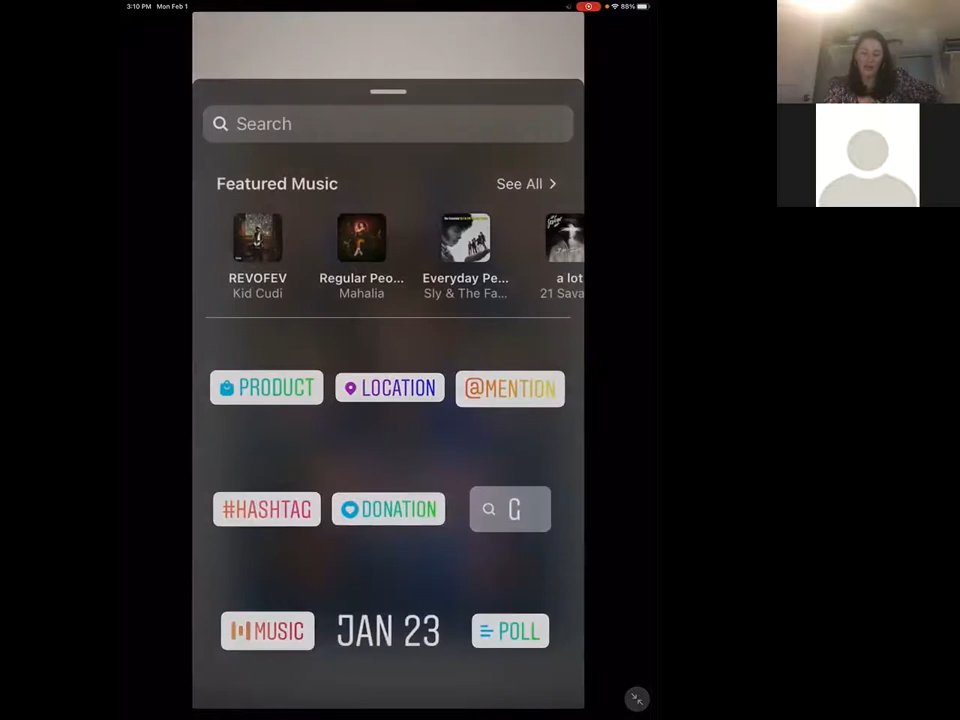 3:10 PM Mon Feb 1
88%
Search
Featured Music
See All
REVOFEV
Kid Cudi
Regular Peo...
Mahalia
Everyday Pe...
Sly & The Fa...
a lot
21 Sava
PRODUCT
LOCATION
@MENTION
#HASHTAG
DONATION
G
MUSIC
JAN 23
POLL